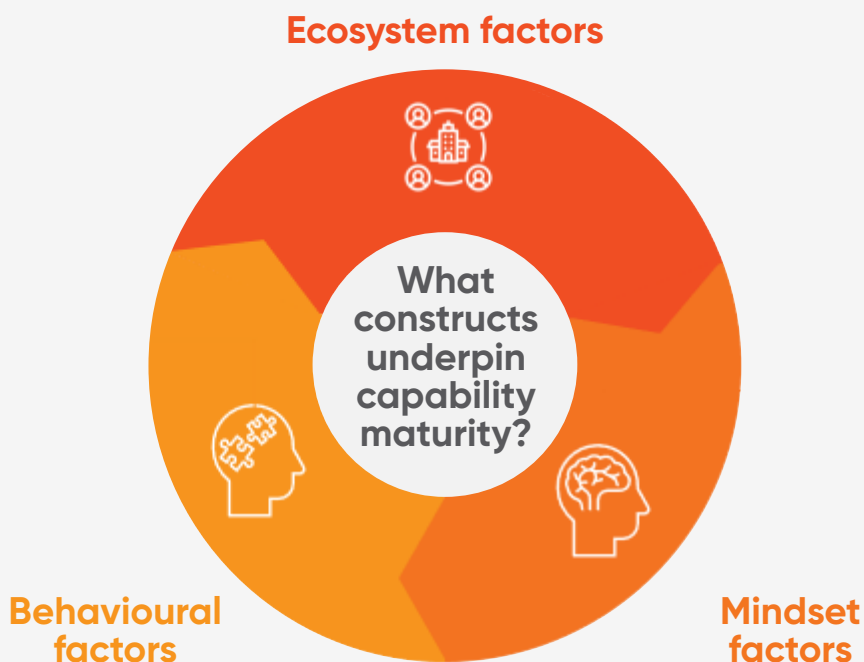 Ecosystem factors
What
constructs
underpin
capability
maturity?
Behavioural
factors
Mindset
factors